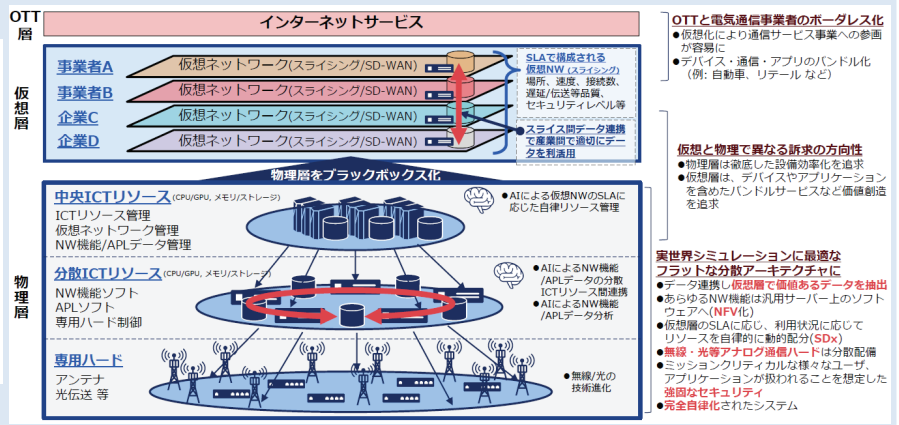 OTT層
インターネットサービス
仮想層
事業者A
仮想ネットワーク(スライシング/SD-WAN)
事業者B
仮想ネットワーク(スライシング/SD-WAN)
企業C
仮想ネットワーク(スライシング/SD-WAN)
企業D
仮想ネットワーク(スライシング/SD-WAN)
SLAで構成される
仮想NW (スライシング)
場所、速度、接続数、
遅延/伝送等品質、
セキュリティレベル等
スライス間データ連携
で産業間で適切にデー
タを利活用
物理層をブラックボックス化
物理層
中央ICTリソース(CPU/GPU, メモリ/ストレージ)
ICTリソース管理
仮想ネットワーク管理
NW機能/APLデータ管理
●AIによる仮想NWのSLAに
応じた自律リソース管理
分散ICTリソース(CPU/GPU, メモリ/ストレージ)
NW機能ソフト
APLソフト
専用ハード制御
●AIによるNW機能
/APLデータの分散
ICTリソース間連携
●AIによるNW機能
/APLデータ分析
専用ハード
アンテナ
光伝送 等
●無線/光の
技術進化
OTTと電気通信事業者のボーダレス化
●仮想化により通信サービス事業への参画
が容易に
●デバイス・通信・アプリのバンドル化
（例: 自動車、リテール など）
仮想と物理で異なる訴求の方向性
●物理層は徹底した設備効率化を追求
●仮想層は、デバイスやアプリケーション
を含めたバンドルサービスなど価値創造
を追求
実世界シミュレーションに最適な
フラットな分散アーキテクチャに
●データ連携し仮想層で価値あるデータを抽出
●あらゆるNW機能は汎用サーバー上のソフト
ウェアへ(NFV化)
●仮想層のSLAに応じ、利用状況に応じて
リソースを自律的に動的配分(SDx)
●無線・光等アナログ通信ハードは分散配備
●ミッションクリティカルな様々なユーザ、
アプリケーションが扱われることを想定した
強固なセキュリティ
●完全自律化されたシステム